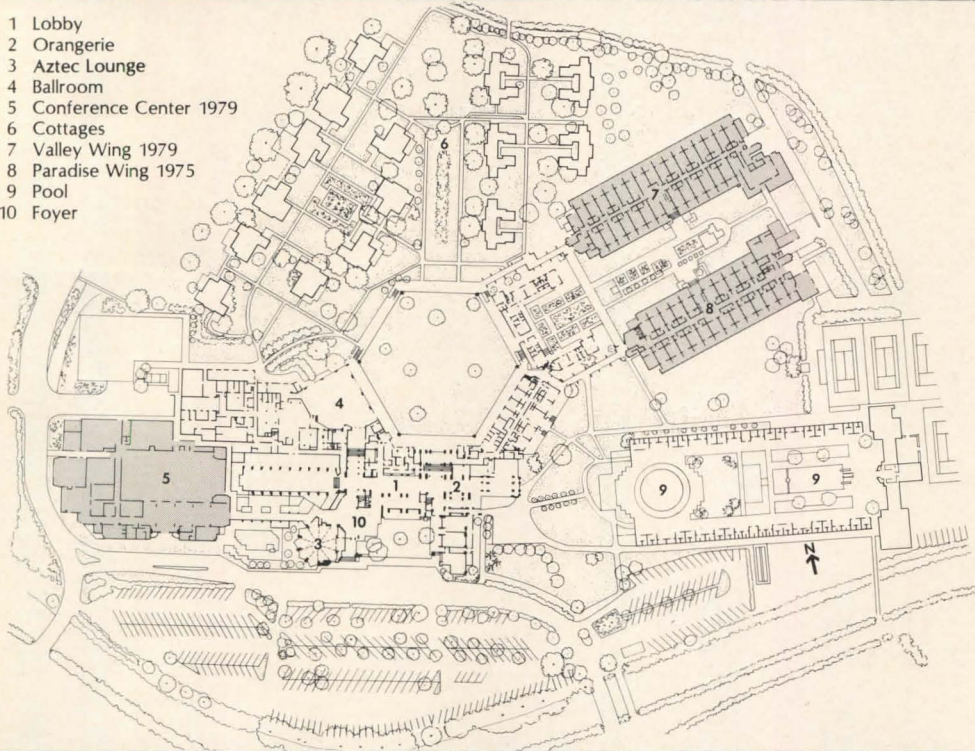 1 Lobby
2 Orangerie
3 Aztec Lounge
4 Ballroom
5 Conference Center 1979
6 Cottages
7 Valley Wing 1979
8 Paradise Wing 1975
9 Pool
10 Foyer
6
7
8
4
5
1
2
9
9
10
3
N